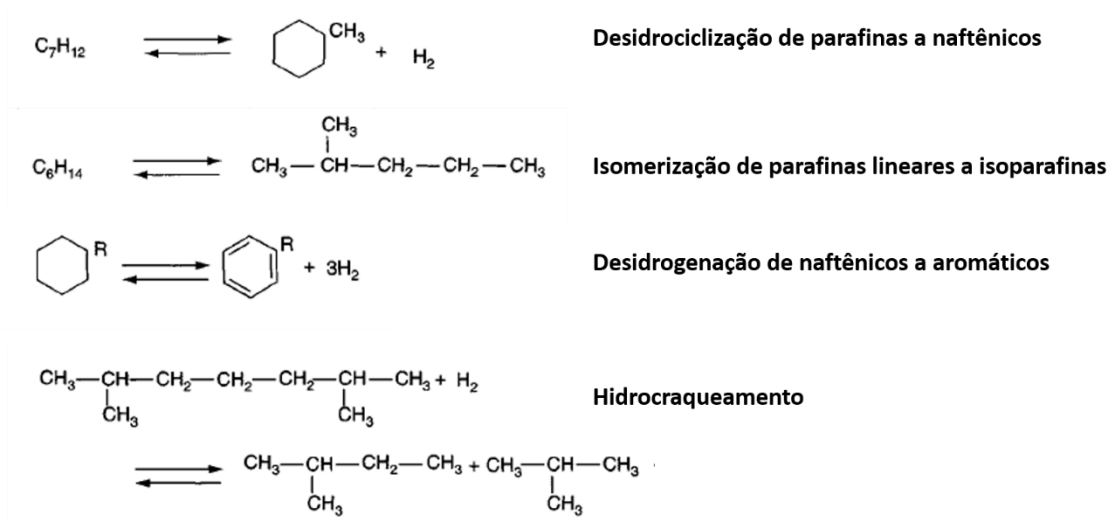 C₇H₁₂ CH₃ + H₂ Desidrociclização de parafinas a naftênicos
CH₃
C₆H₁₄ CH₃—CH—CH₂—CH₂—CH₃ Isomerização de parafinas lineares a isoparafinas
R R + 3H₂ Desidrogenação de naftênicos a aromáticos
CH₃—CH—CH₂—CH₂—CH₂—CH—CH₃ + H₂ Hidrocraqueamento
CH₃ CH₃
CH₃—CH—CH₂—CH₃ + CH₃—CH—CH₃
CH₃ CH₃